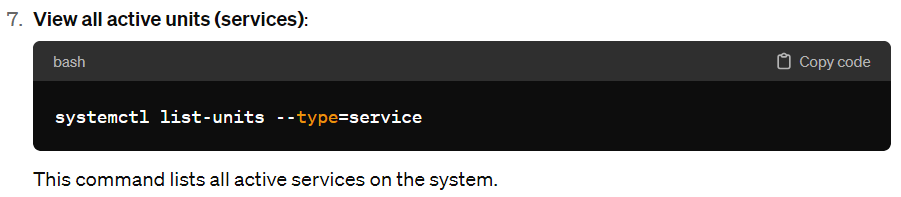 7. View all active units (services):
bash
Copy code
systemctl list-units --type=service
This command lists all active services on the system.